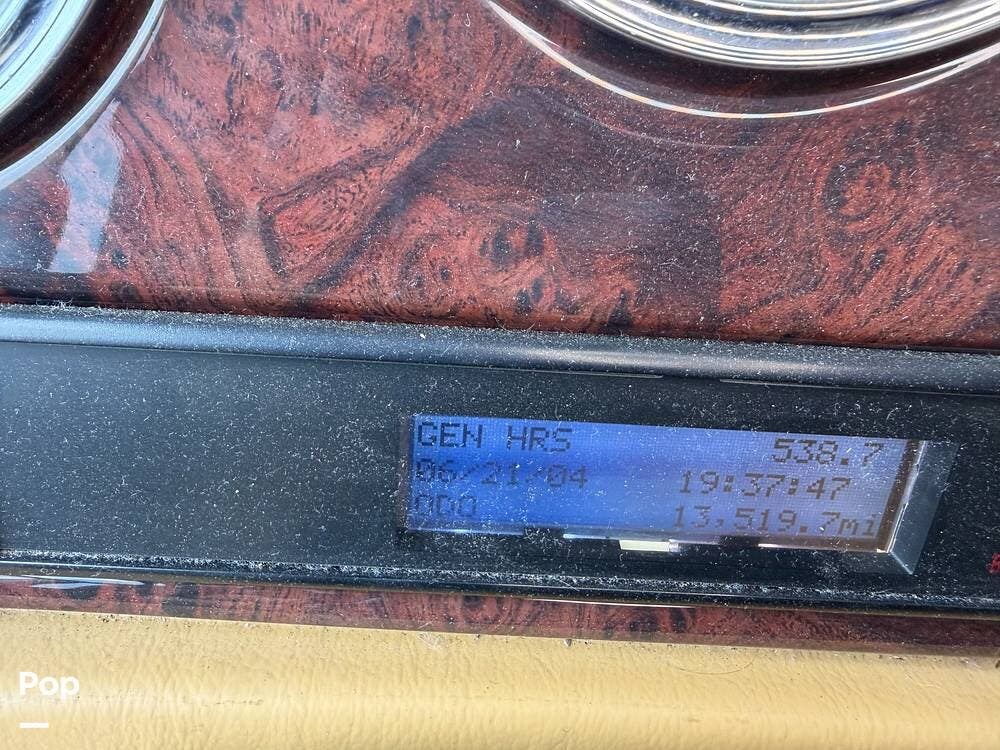 GEN HRS 538.7
06/21/04 19:37:47
ODO 13,519.7mi
Pop